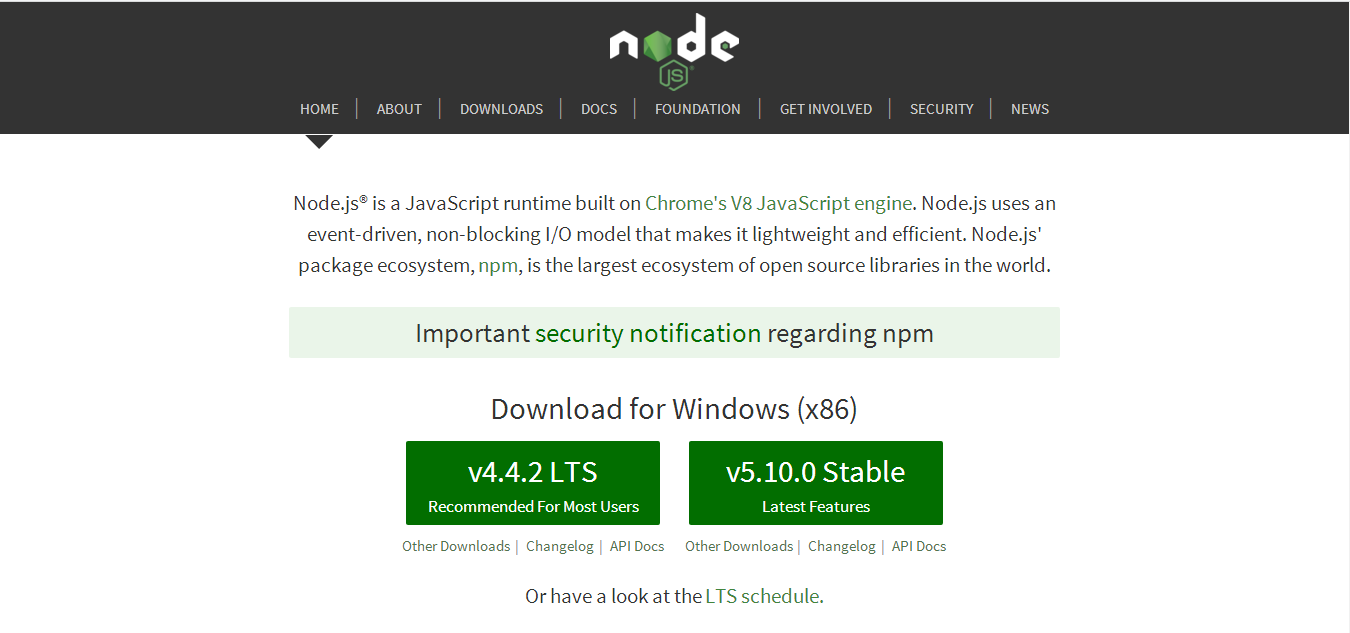 node
JS
HOME | ABOUT | DOWNLOADS | DOCS | FOUNDATION | GET INVOLVED | SECURITY | NEWS
Node.js® is a JavaScript runtime built on Chrome's V8 JavaScript engine. Node.js uses an
event-driven, non-blocking I/O model that makes it lightweight and efficient. Node.js'
package ecosystem, npm, is the largest ecosystem of open source libraries in the world.
Important security notification regarding npm
Download for Windows (x86)
v4.4.2 LTS
Recommended For Most Users
Other Downloads | Changelog | API Docs
v5.10.0 Stable
Latest Features
Other Downloads | Changelog | API Docs
Or have a look at the LTS schedule.